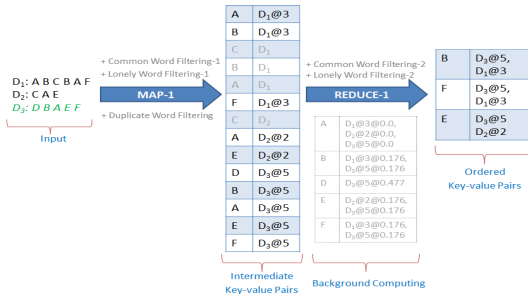 D₁: A B C B A F
D₂: C A E
D₃: D B A E F
Input
+ Common Word Filtering-1
+ Lonely Word Filtering-1
MAP-1
+ Duplicate Word Filtering
A D₁@3
B D₁@3
C D₁
B D₁
A D₁
F D₁@3
C D₂
A D₂@2
E D₂@2
D D₃@5
B D₃@5
A D₃@5
E D₃@5
F D₃@5
Intermediate
Key-value Pairs
+ Common Word Filtering-2
+ Lonely Word Filtering-2
REDUCE-1
A D₁@3@0.0,
D₂@2@0.0,
D₃@5@0.0
B D₁@3@0.176,
D₃@5@0.176
D D₃@5@0.477
E D₂@2@0.176,
D₃@5@0.176
F D₁@3@0.176,
D₃@5@0.176
Background Computing
B D₃@5,
D₁@3
F D₃@5,
D₁@3
E D₃@5
D₂@2
Ordered
Key-value Pairs